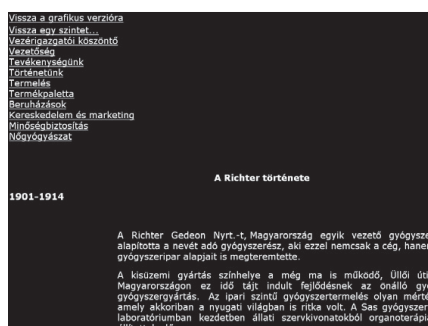 Vissza a grafikus verzióra
Vissza egy szintet...
Vezérigazgatói köszöntő
Vezetőség
Tevékenységünk
Történetünk
Termelés
Termékpaletta
Beruházások
Kereskedelem és marketing
Minőségbiztosítás
Nőgyógyászat
A Richter története
1901-1914
A Richter Gedeon Nyrt.-t, Magyarország egyik vezető gyógysze
alapította a nevét adó gyógyszerész, aki ezzel nemcsak a cég, hane
gyógyszeripar alapjait is megteremtette.
A kisüzemi gyártás színhelye a még ma is működő, Üllői úti
Magyarországon ez idő tájt indult fejlődésnek az önálló gy
gyógyszergyártás. Az ipari szintű gyógyszertermelés olyan mérté
amely akkoriban a nyugati világban is ritka volt. A Sas gyógyszer
laboratóriumban kezdetben állati szervkivonatokból organoterápia